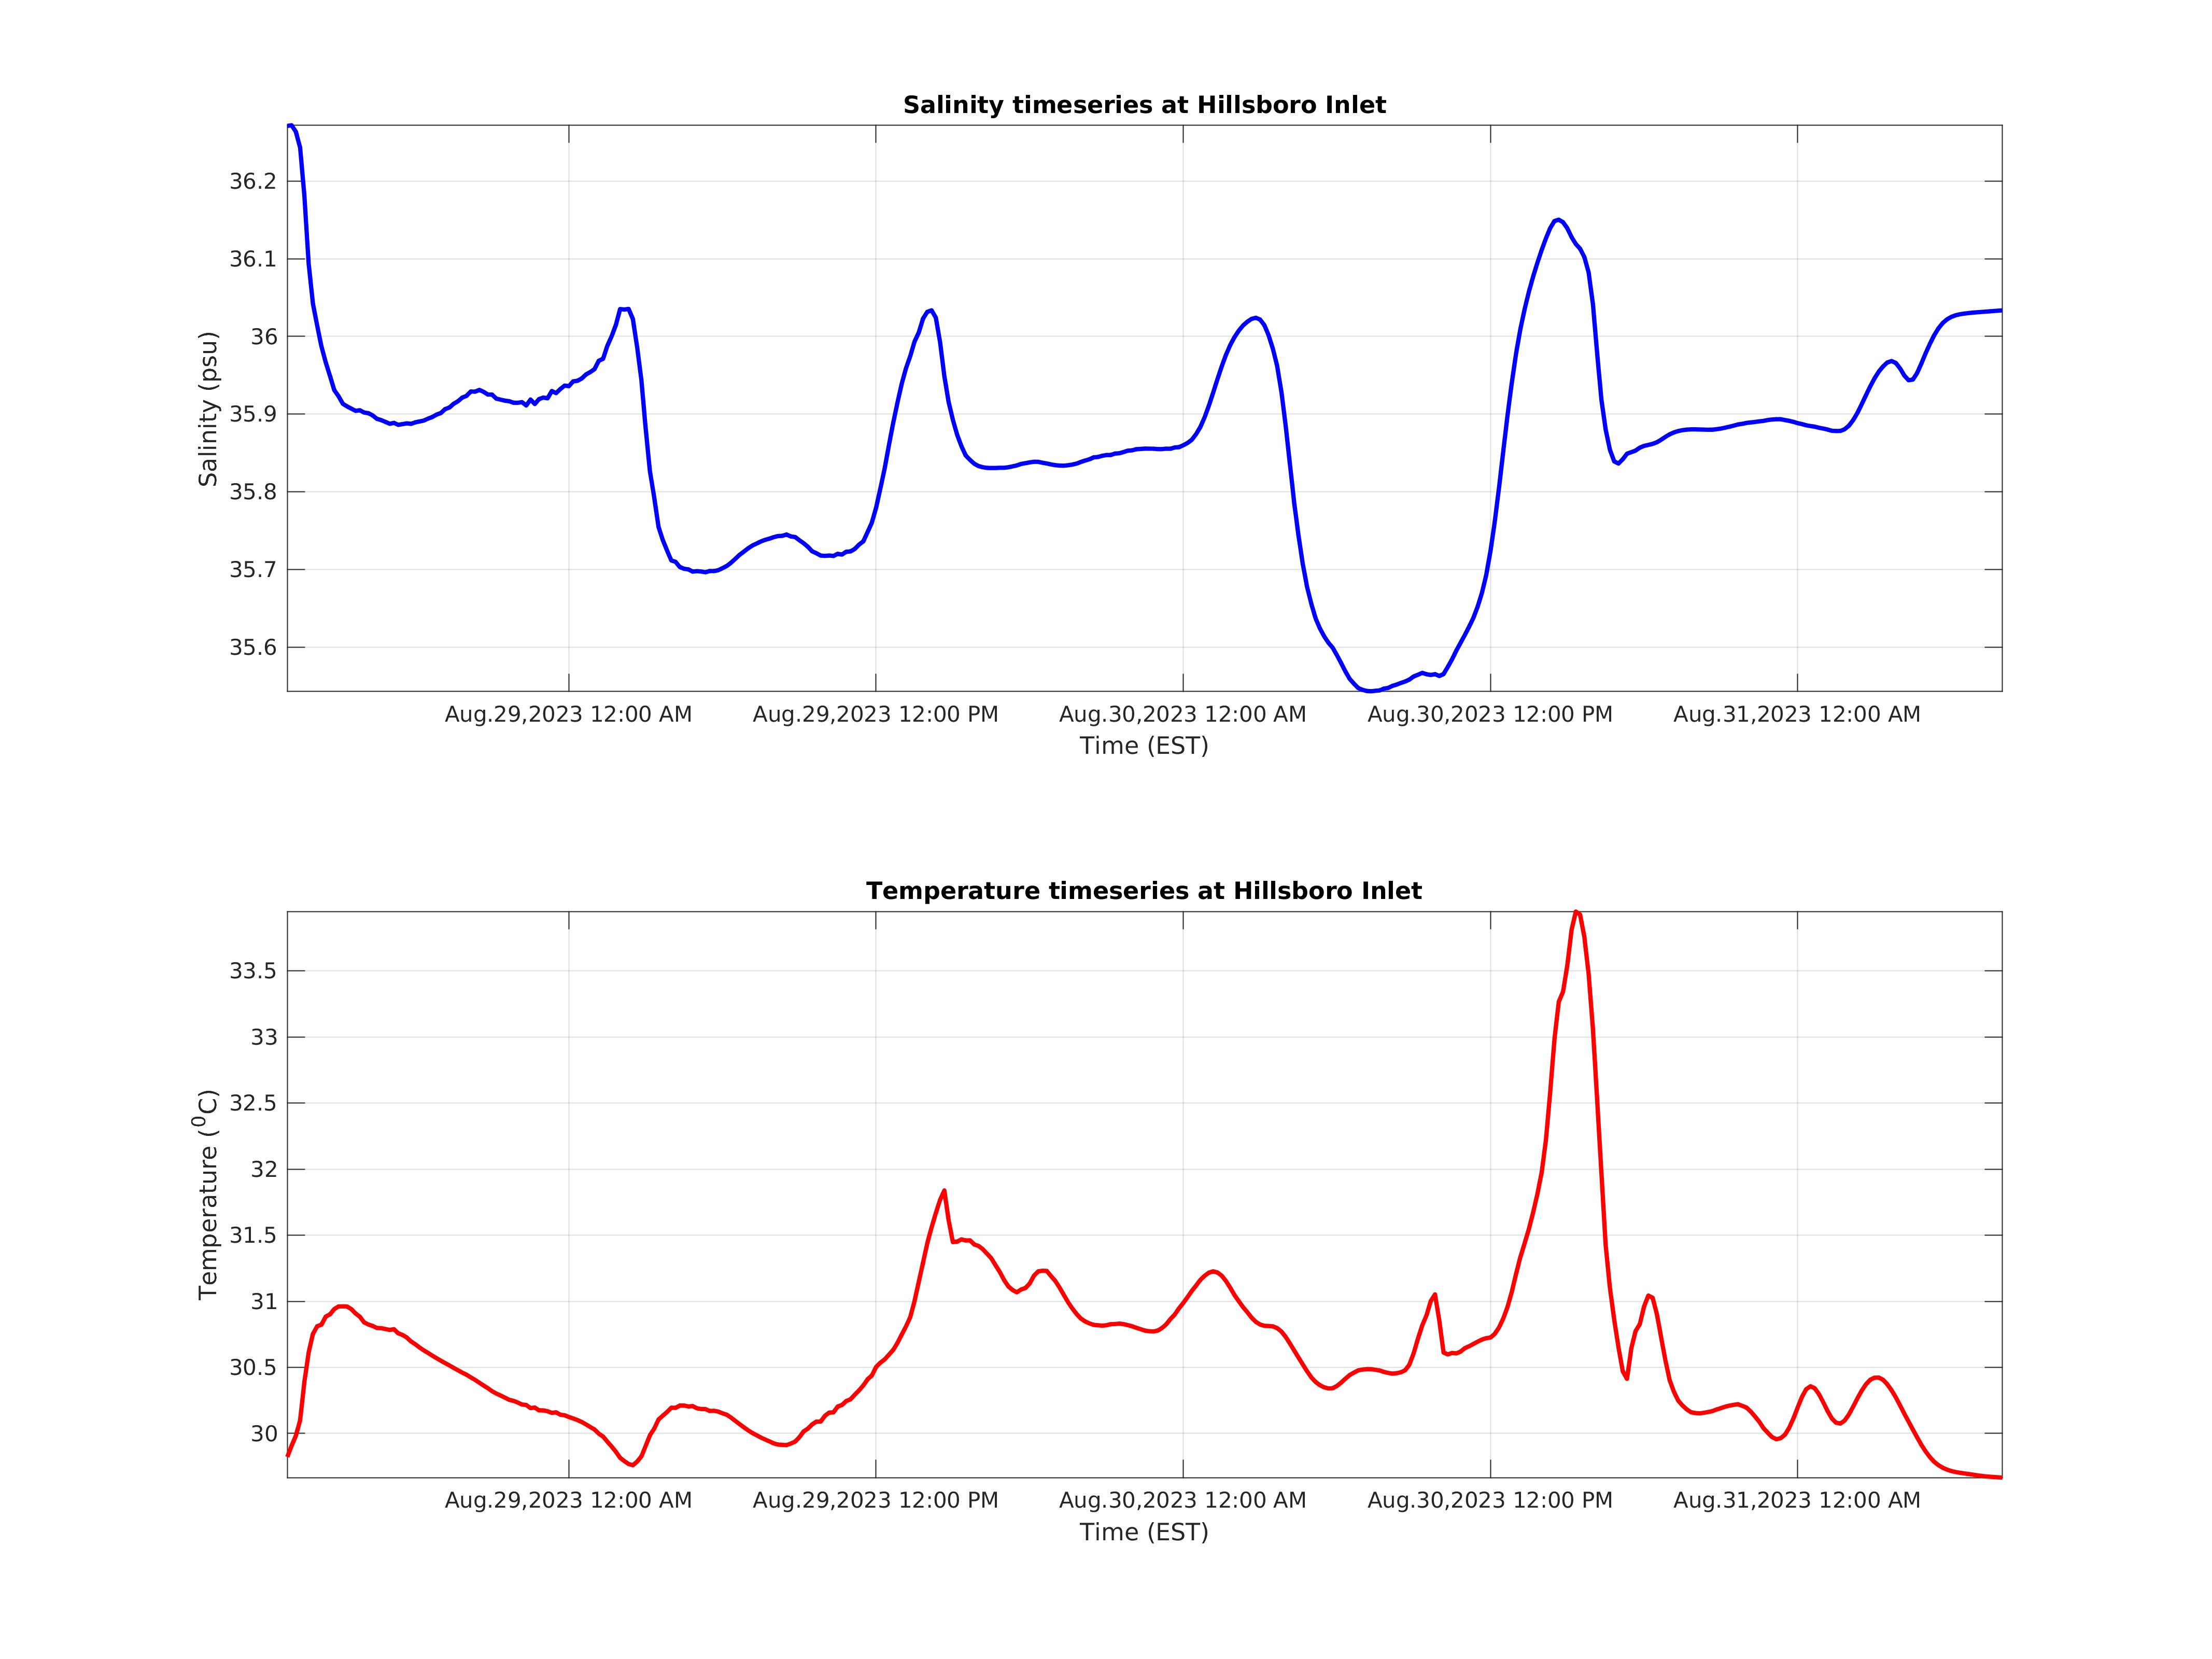 Salinity timeseries at Hillsboro Inlet
36.2
36.1
36
35.9
35.8
35.7
35.6
Salinity (psu)
Aug.29,2023 12:00 AM
Aug.29,2023 12:00 PM
Aug.30,2023 12:00 AM
Aug.30,2023 12:00 PM
Aug.31,2023 12:00 AM
Time (EST)
Temperature timeseries at Hillsboro Inlet
33.5
33
32.5
32
31.5
31
30.5
30
Temperature (⁰C)
Aug.29,2023 12:00 AM
Aug.29,2023 12:00 PM
Aug.30,2023 12:00 AM
Aug.30,2023 12:00 PM
Aug.31,2023 12:00 AM
Time (EST)